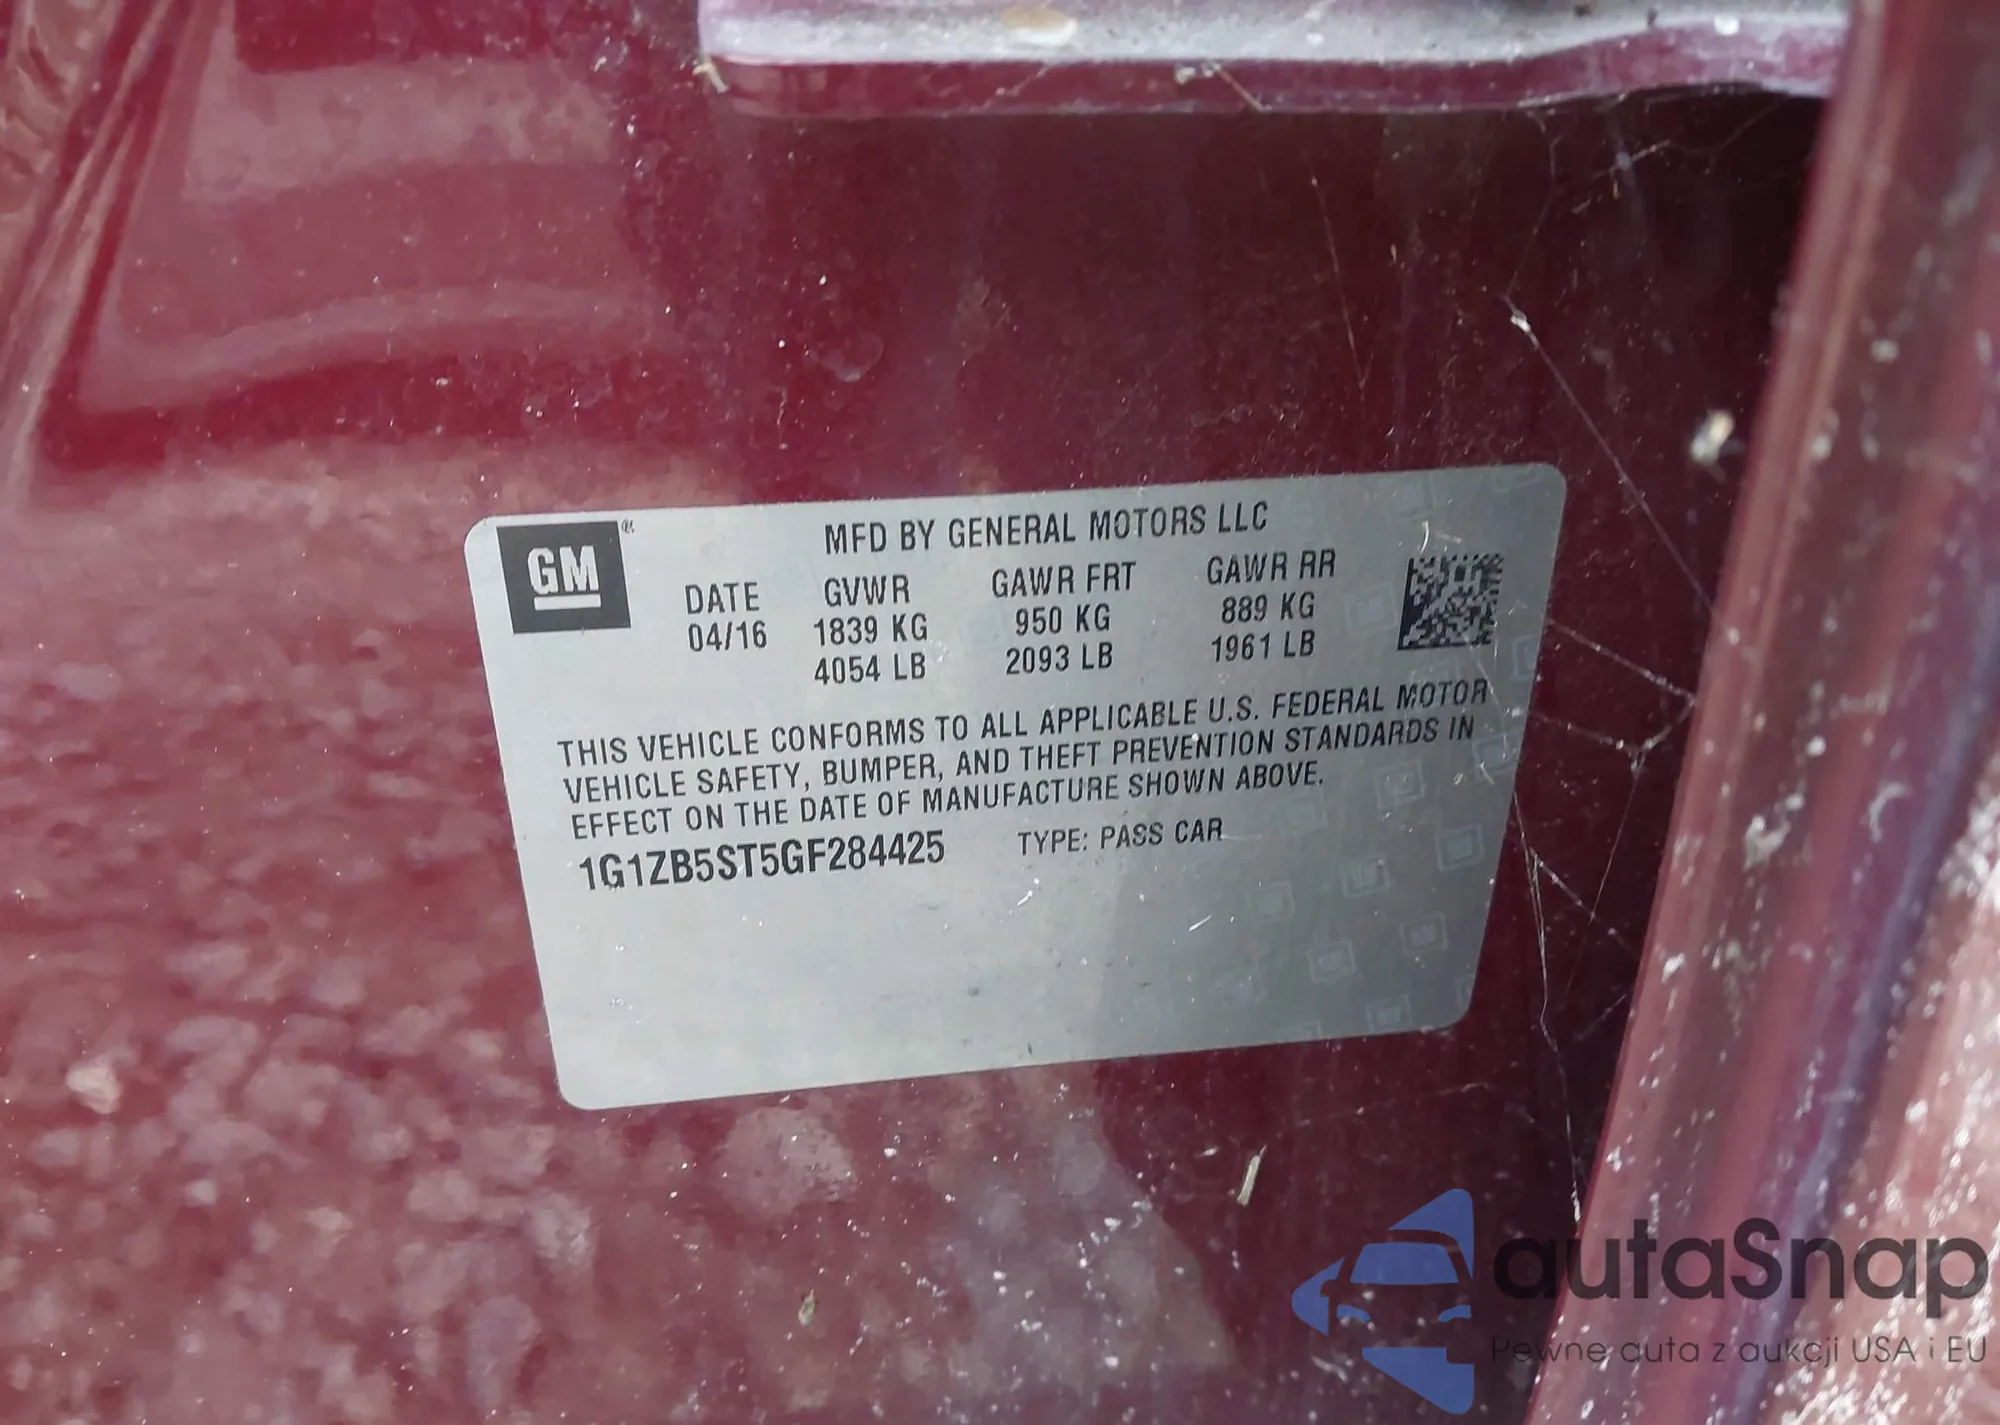 GM ®
MFD BY GENERAL MOTORS LLC
DATE GVWR GAWR FRT GAWR RR
04/16 1839 KG 950 KG 889 KG
4054 LB 2093 LB 1961 LB
THIS VEHICLE CONFORMS TO ALL APPLICABLE U.S. FEDERAL MOTOR
VEHICLE SAFETY, BUMPER, AND THEFT PREVENTION STANDARDS IN
EFFECT ON THE DATE OF MANUFACTURE SHOWN ABOVE.
1G1ZB5ST5GF284425 TYPE: PASS CAR
autaSnap
Pewne auta z aukcji USA i EU